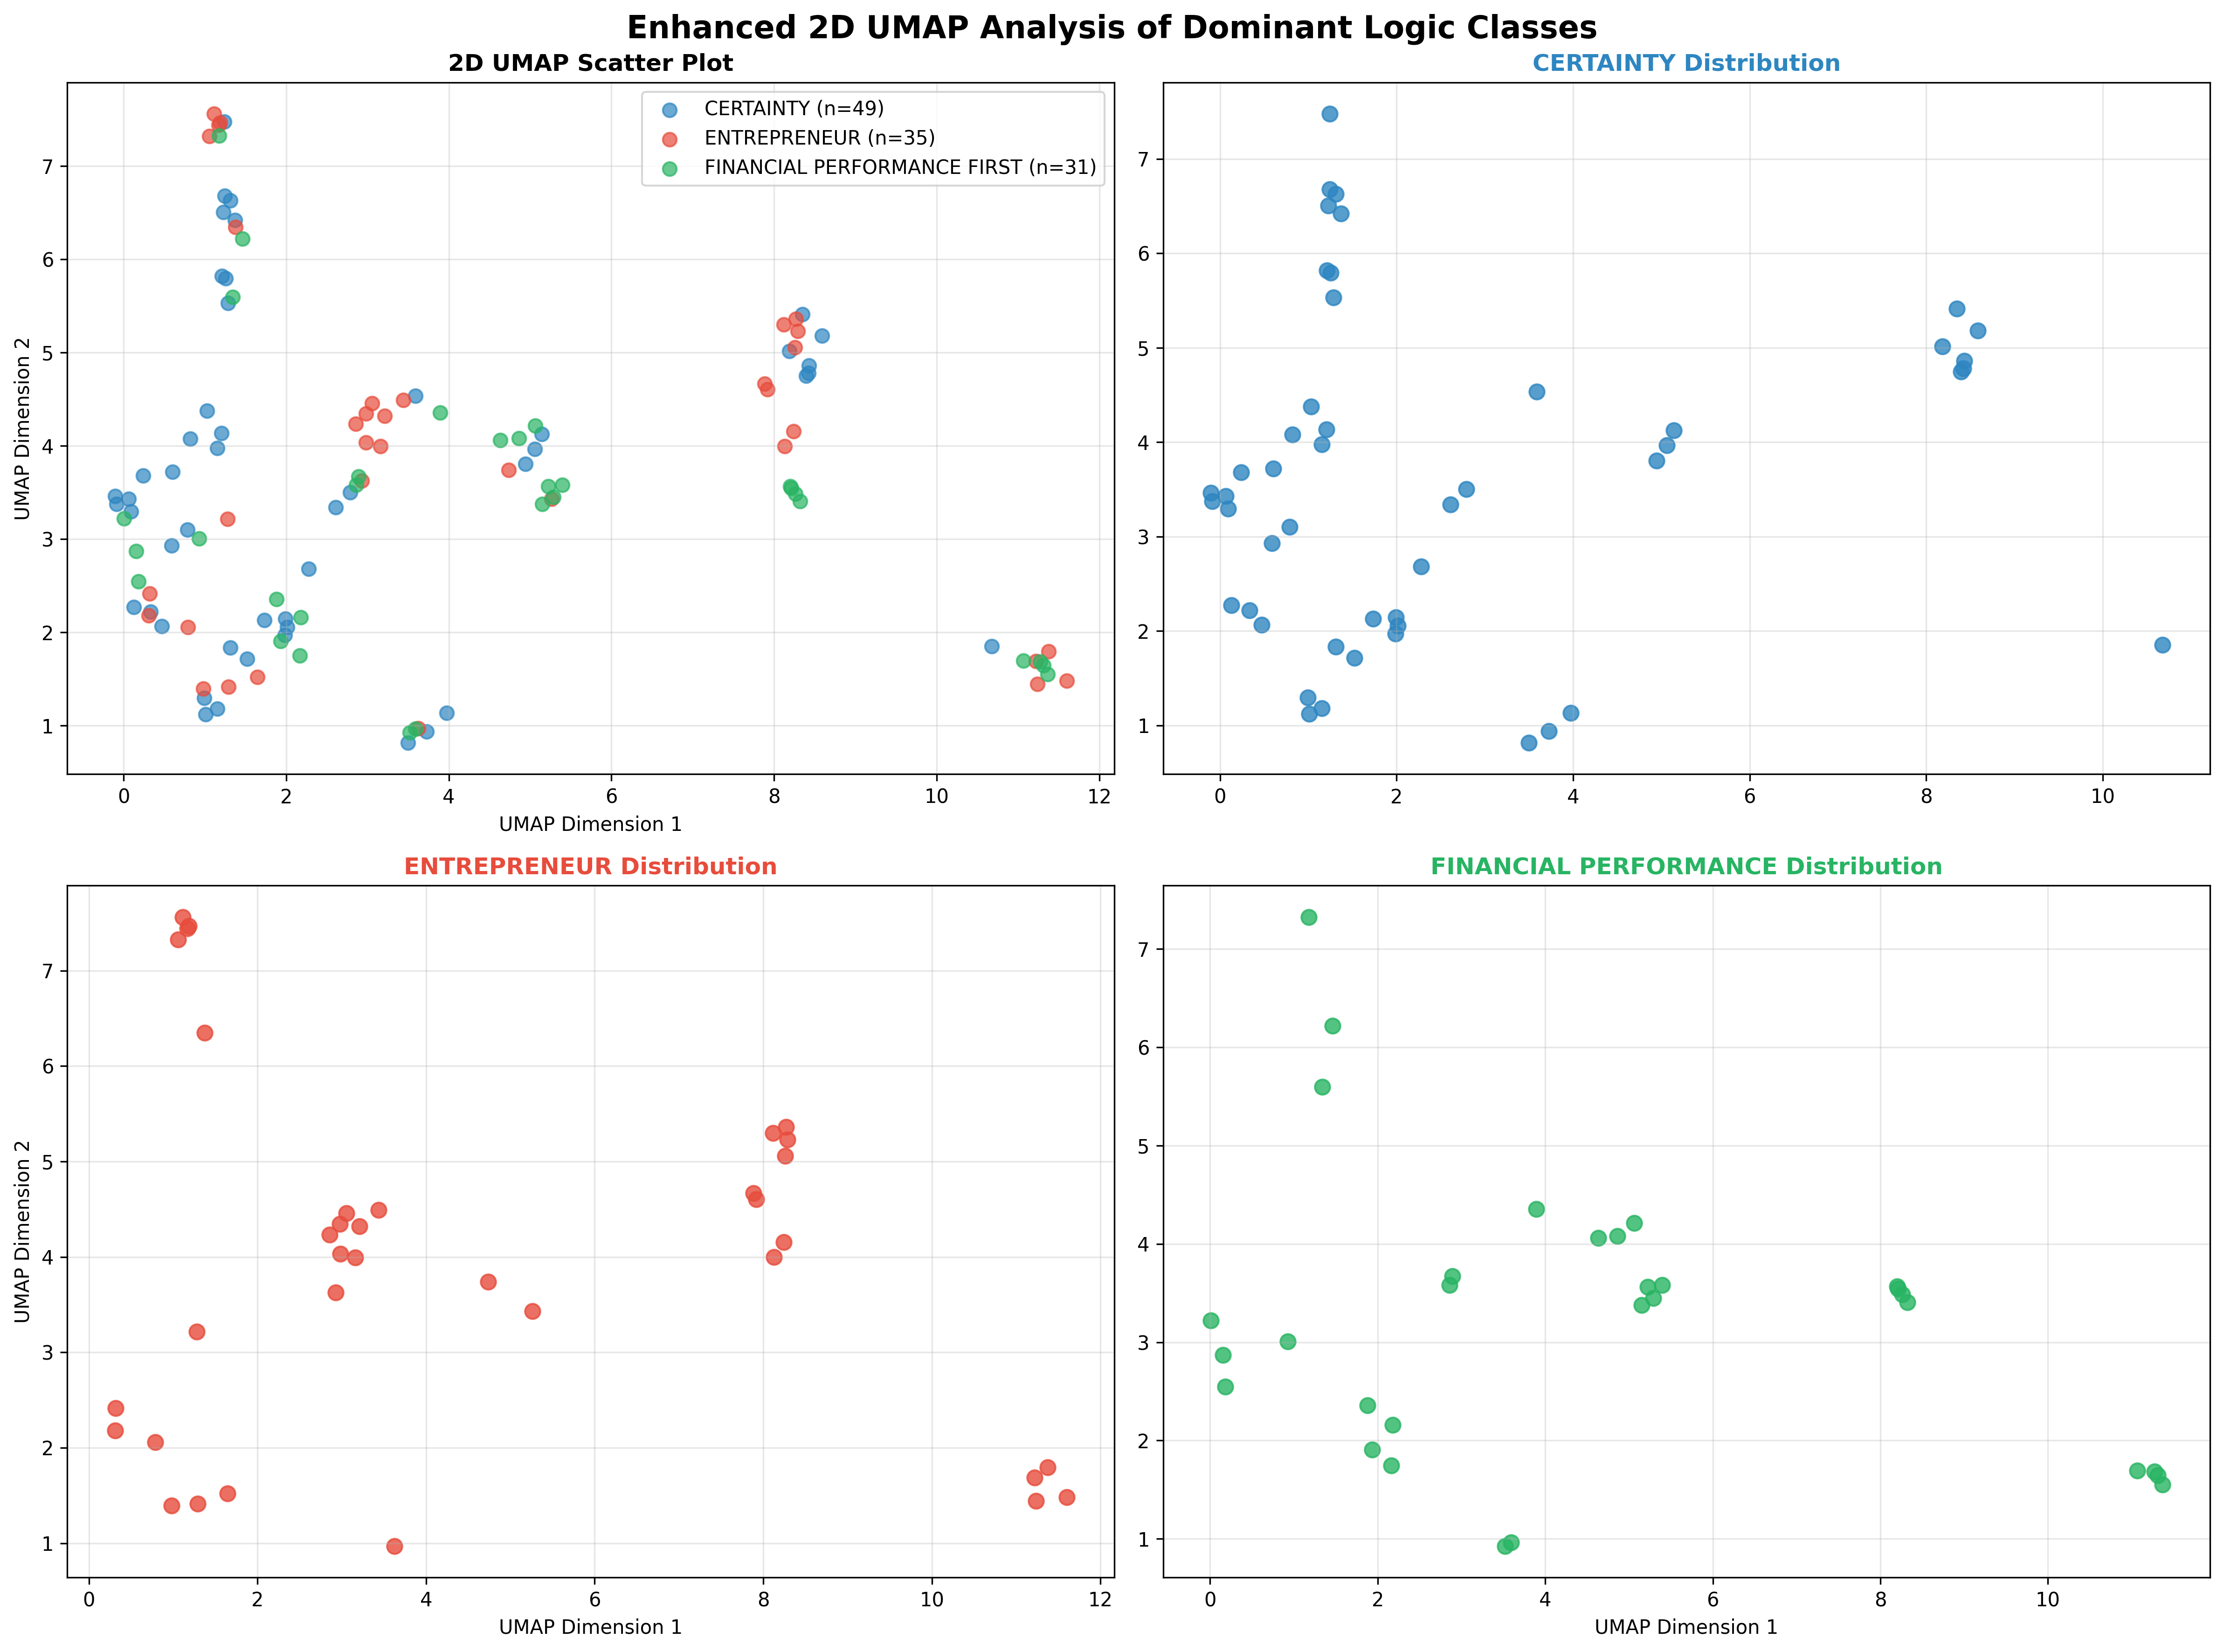 Enhanced 2D UMAP Analysis of Dominant Logic Classes
2D UMAP Scatter Plot
CERTAINTY (n=49)
ENTREPRENEUR (n=35)
FINANCIAL PERFORMANCE FIRST (n=31)
7
6
5
4
3
2
1
UMAP Dimension 2
0 2 4 6 8 10 12
UMAP Dimension 1
CERTAINTY Distribution
7
6
5
4
3
2
1
0 2 4 6 8 10
ENTREPRENEUR Distribution
7
6
5
4
3
2
1
UMAP Dimension 2
0 2 4 6 8 10 12
UMAP Dimension 1
FINANCIAL PERFORMANCE Distribution
7
6
5
4
3
2
1
0 2 4 6 8 10
UMAP Dimension 1